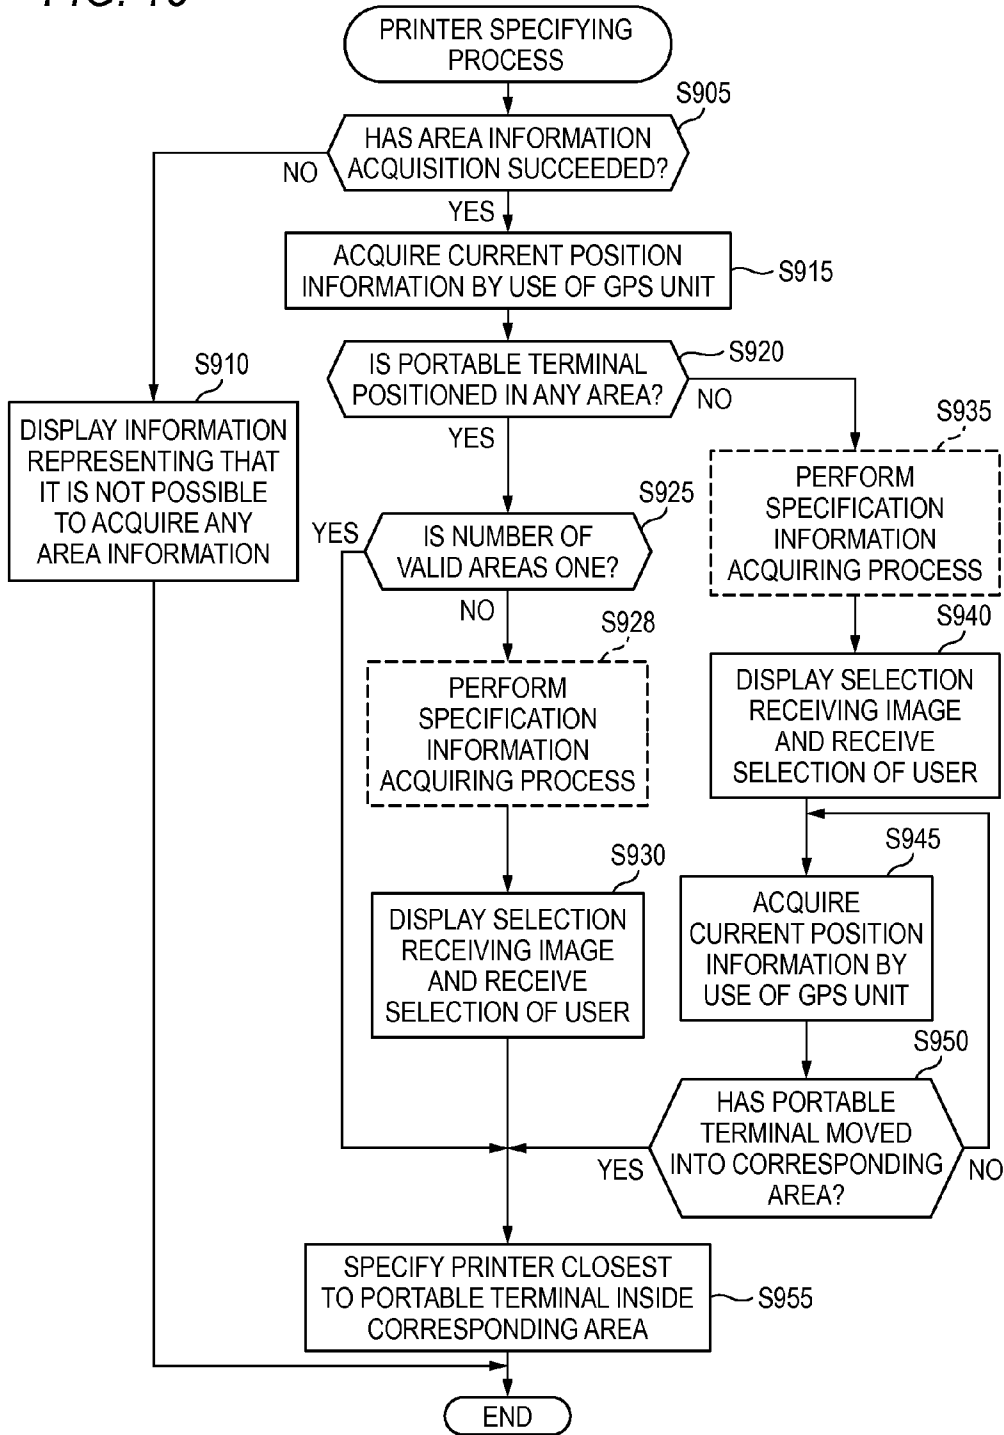 FIG.
PRINTER SPECIFYING
PROCESS
S905
HAS AREA INFORMATION
ACQUISITION SUCCEEDED?
NO
YES
ACQUIRE CURRENT POSITION
INFORMATION BY USE OF GPS UNIT
S915
S920
IS PORTABLE TERMINAL
POSITIONED IN ANY AREA?
NO
YES
S910
DISPLAY INFORMATION
REPRESENTING THAT
IT IS NOT POSSIBLE
TO ACQUIRE ANY
AREA INFORMATION
S935
PERFORM
SPECIFICATION
INFORMATION
ACQUIRING PROCESS
S925
YES
IS NUMBER OF
VALID AREAS ONE?
NO
S928
PERFORM
SPECIFICATION
INFORMATION
ACQUIRING PROCESS
S940
DISPLAY SELECTION
RECEIVING IMAGE
AND RECEIVE
SELECTION OF USER
S930
DISPLAY SELECTION
RECEIVING IMAGE
AND RECEIVE
SELECTION OF USER
S945
ACQUIRE
CURRENT POSITION
INFORMATION BY
USE OF GPS UNIT
S950
HAS PORTABLE
TERMINAL MOVED
INTO CORRESPONDING
AREA?
YES
NO
SPECIFY PRINTER CLOSEST
TO PORTABLE TERMINAL INSIDE
CORRESPONDING AREA
S955
END